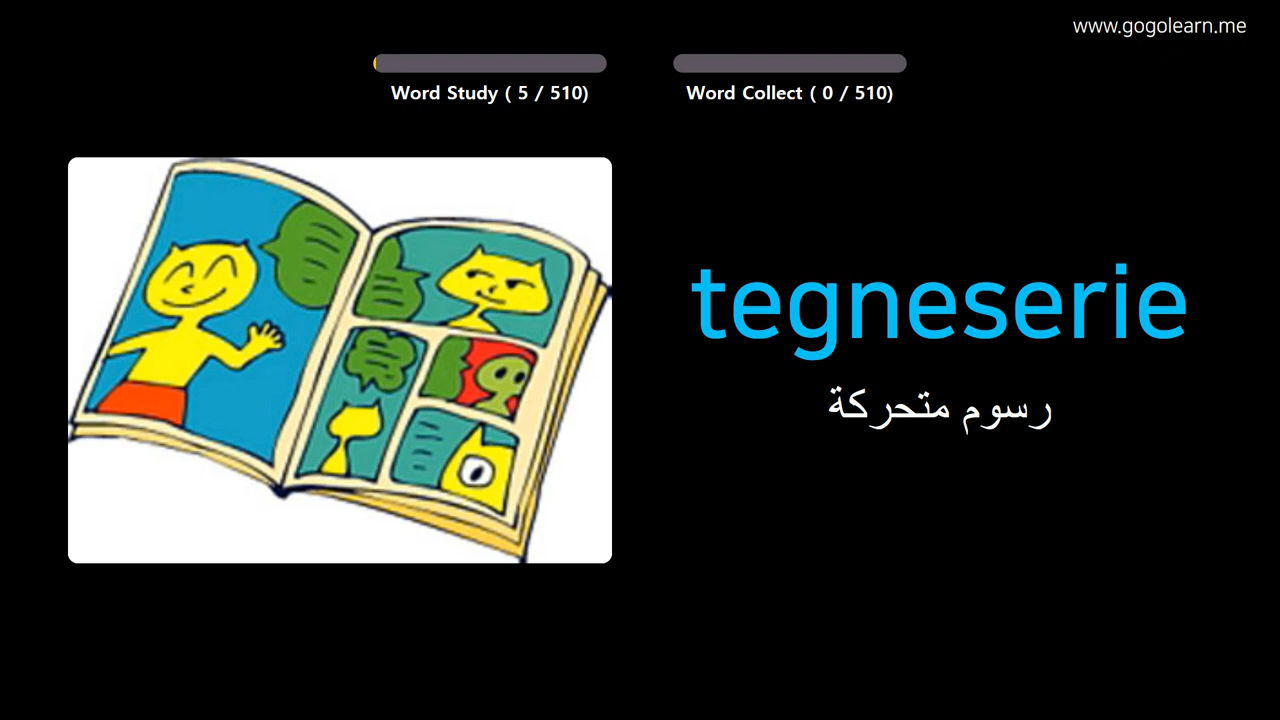 www.gogolearn.me
Word Study ( 5 / 510)
Word Collect ( 0 / 510)
tegneserie
رسوم متحركة